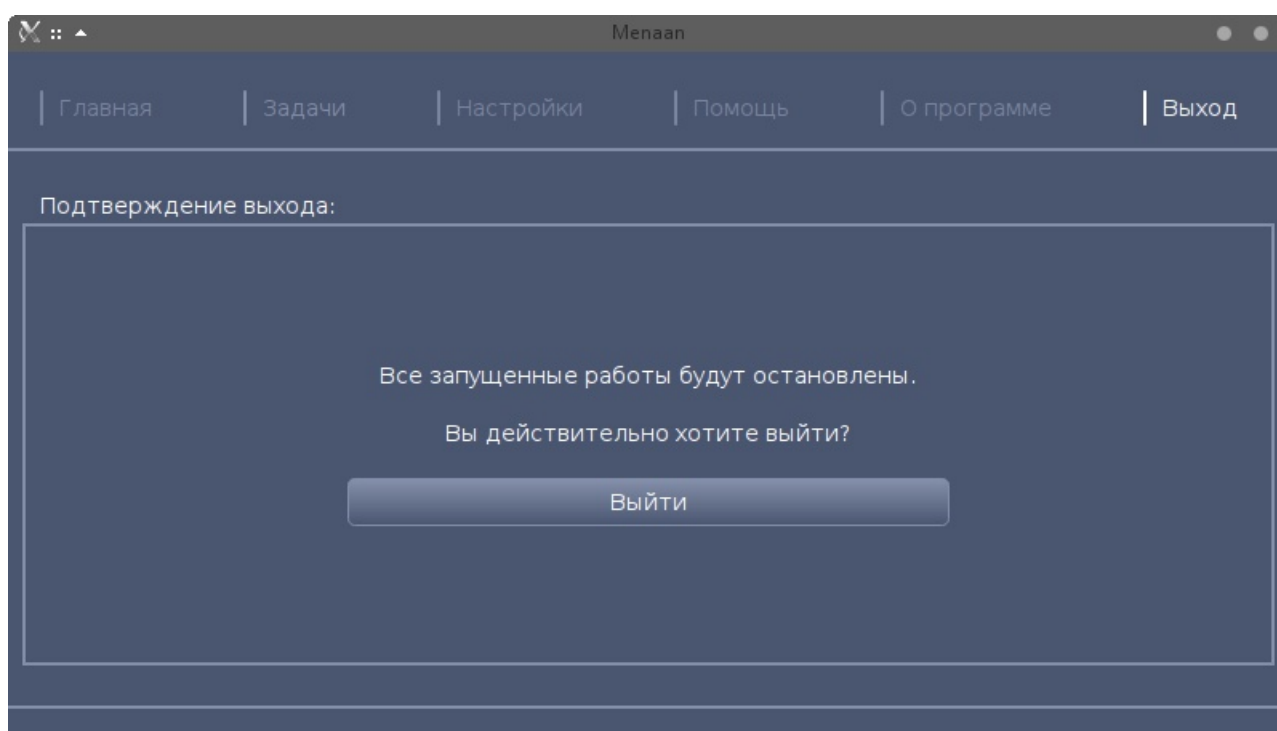 Menaan
Главная Задачи Настройки Помощь О программе Выход
Подтверждение выхода:
Все запущенные работы будут остановлены.
Вы действительно хотите выйти?
Выйти